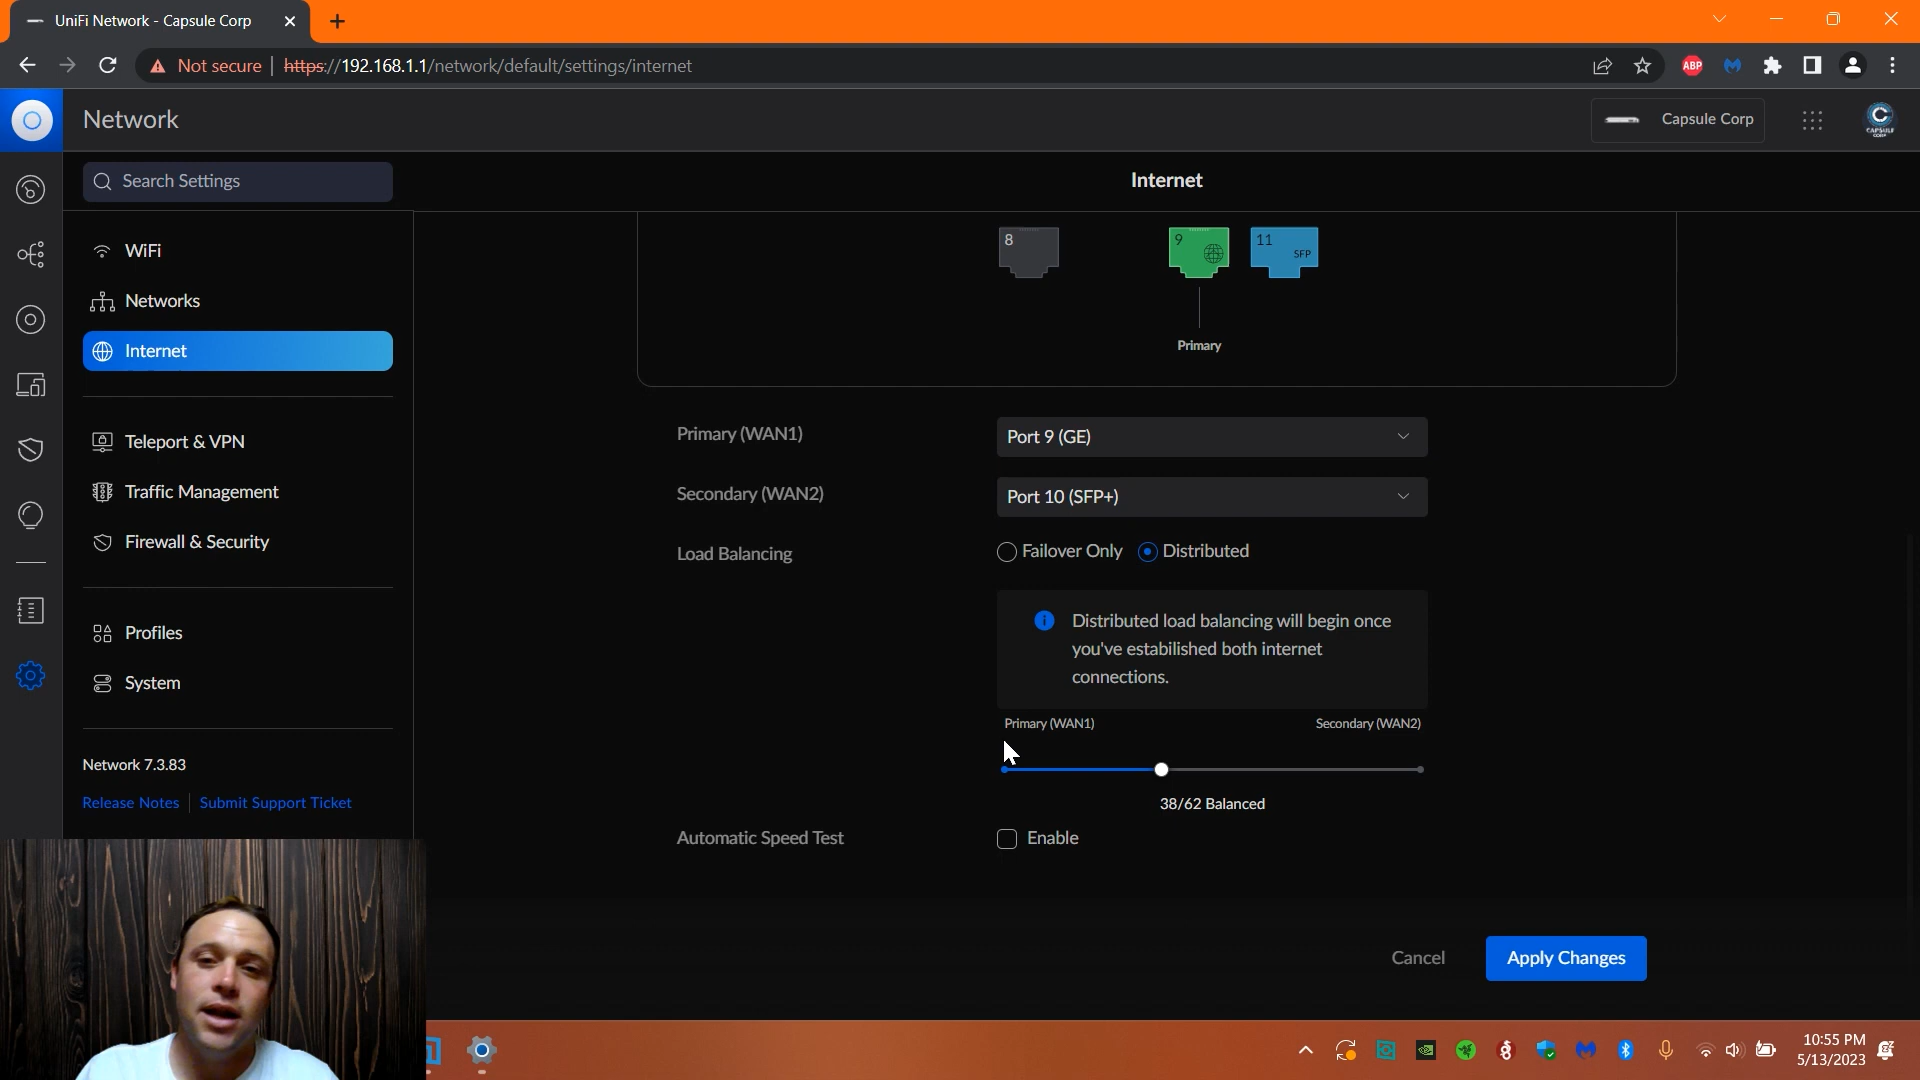 UniFi Network - Capsule Corp
Not secure
https://192.168.1.1/network/default/settings/internet
ABP
Network
Capsule Corp
C
CAPSULE
CORP
Search Settings
Internet
WiFi
Networks
Internet
Teleport & VPN
Traffic Management
Firewall & Security
Profiles
System
Network 7.3.83
Release Notes
Submit Support Ticket
8
9
11
SFP
Primary
Primary (WAN1)
Port 9 (GE)
Secondary (WAN2)
Port 10 (SFP+)
Load Balancing
Failover Only
Distributed
Distributed load balancing will begin once
you've estabilished both internet
connections.
Primary (WAN1)
Secondary (WAN2)
38/62 Balanced
Automatic Speed Test
Enable
Cancel
Apply Changes
10:55 PM
5/13/2023